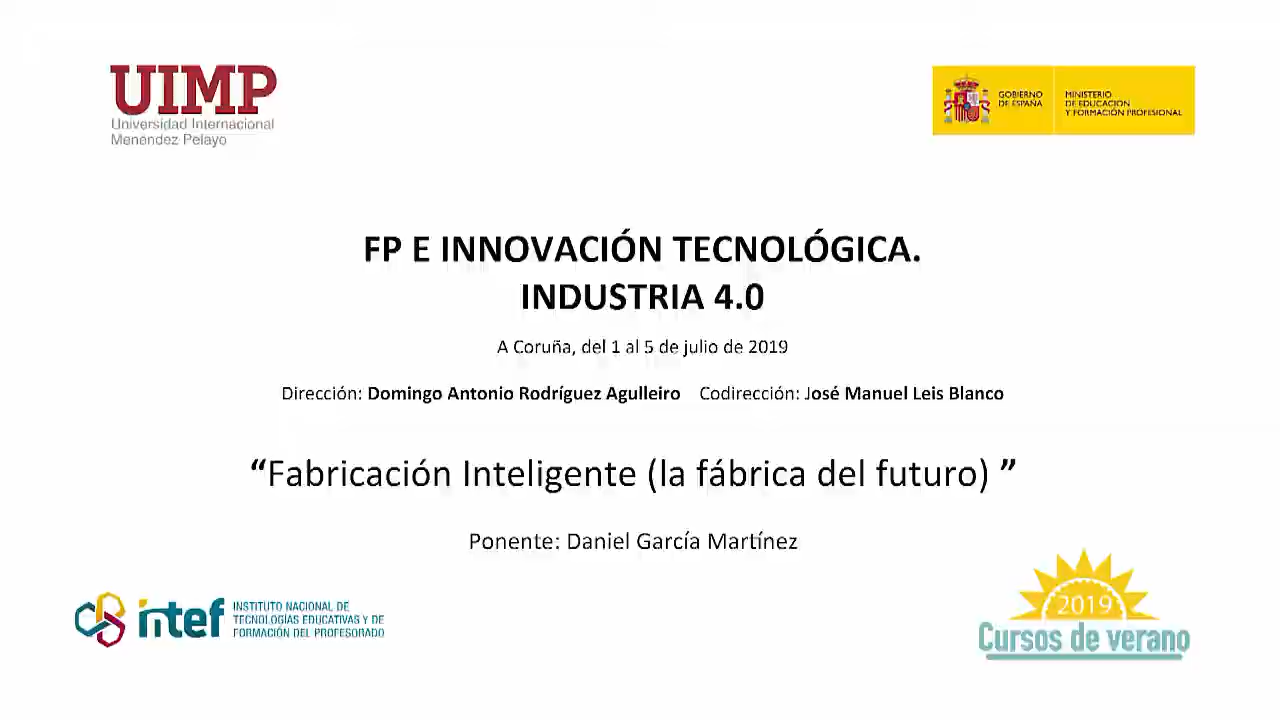 UIMP
Universidad Internacional
Menéndez Pelayo
GOBIERNO
DE ESPAÑA
MINISTERIO
DE EDUCACIÓN
Y FORMACIÓN PROFESIONAL
FP E INNOVACIÓN TECNOLÓGICA.
INDUSTRIA 4.0
A Coruña, del 1 al 5 de julio de 2019
Dirección: Domingo Antonio Rodríguez Agulleiro Codirección: José Manuel Leis Blanco
“Fabricación Inteligente (la fábrica del futuro) ”
Ponente: Daniel García Martínez
intef
INSTITUTO NACIONAL DE
TECNOLOGÍAS EDUCATIVAS Y DE
FORMACIÓN DEL PROFESORADO
2019
Cursos de verano